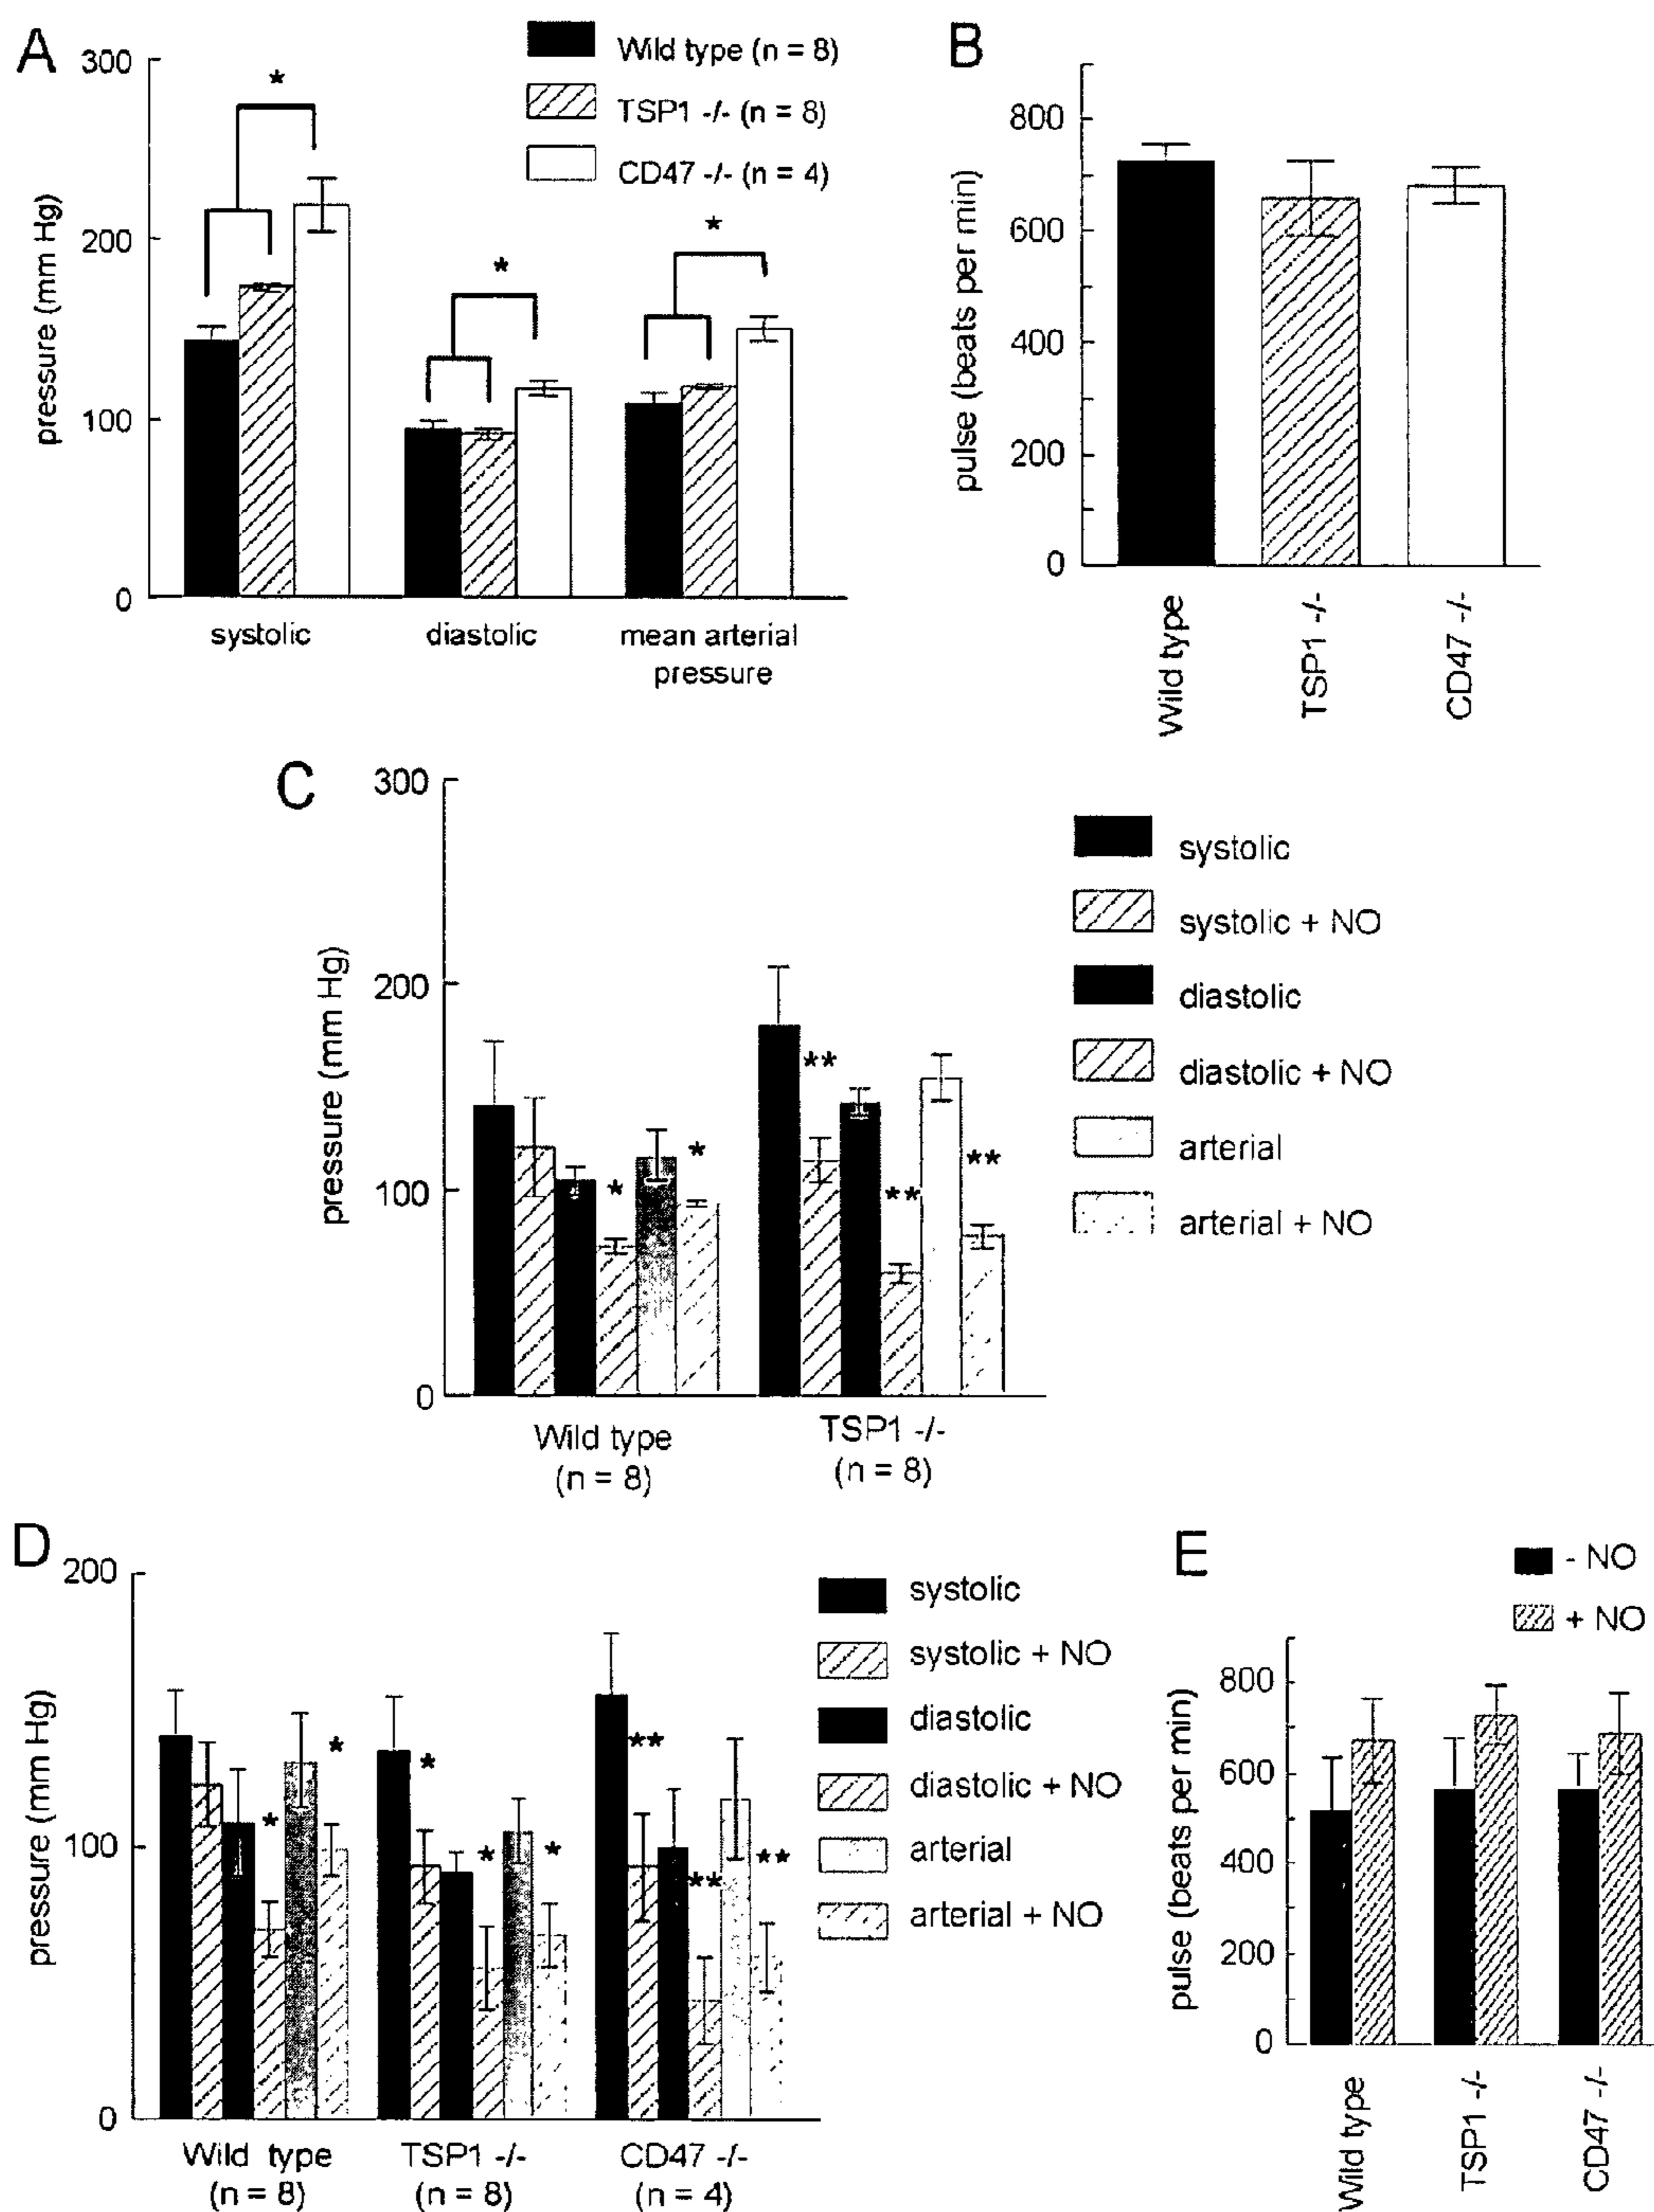 A
300
200
100
0
pressure (mm Hg)
Wild type (n = 8)
TSP1 -/- (n = 8)
CD47 -/- (n = 4)
*
*
*
systolic
diastolic
mean arterial
pressure
B
800
600
400
200
0
pulse (beats per min)
Wild type
TSP1 -/-
CD47 -/-
C
300
200
100
0
pressure (mm Hg)
*
*
**
**
**
Wild type
(n = 8)
TSP1 -/-
(n = 8)
systolic
systolic + NO
diastolic
diastolic + NO
arterial
arterial + NO
D
200
100
0
pressure (mm Hg)
*
*
*
*
*
**
**
**
Wild type
(n = 8)
TSP1 -/-
(n = 8)
CD47 -/-
(n = 4)
systolic
systolic + NO
diastolic
diastolic + NO
arterial
arterial + NO
E
- NO
+ NO
800
600
400
200
0
pulse (beats per min)
Wild type
TSP1 -/-
CD47 -/-